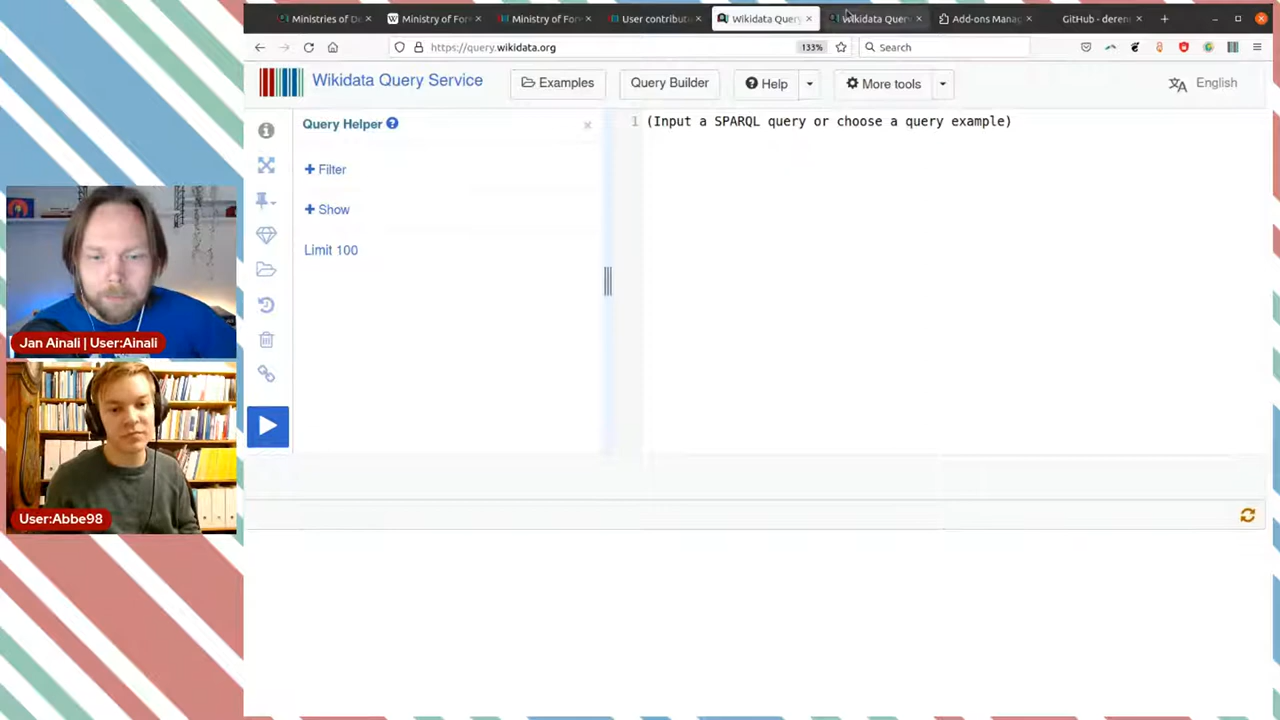 Ministries of De
Ministry of For
Ministry of For
User contribute
Wikidata Query
Wikidata Query
Add-ons Manag
GitHub - deren
https://query.wikidata.org
133%
Search
Wikidata Query Service
Examples
Query Builder
Help
More tools
English
Query Helper
+ Filter
+ Show
Limit 100
1 (Input a SPARQL query or choose a query example)
Jan Ainali | User:Ainali
User:Abbe98